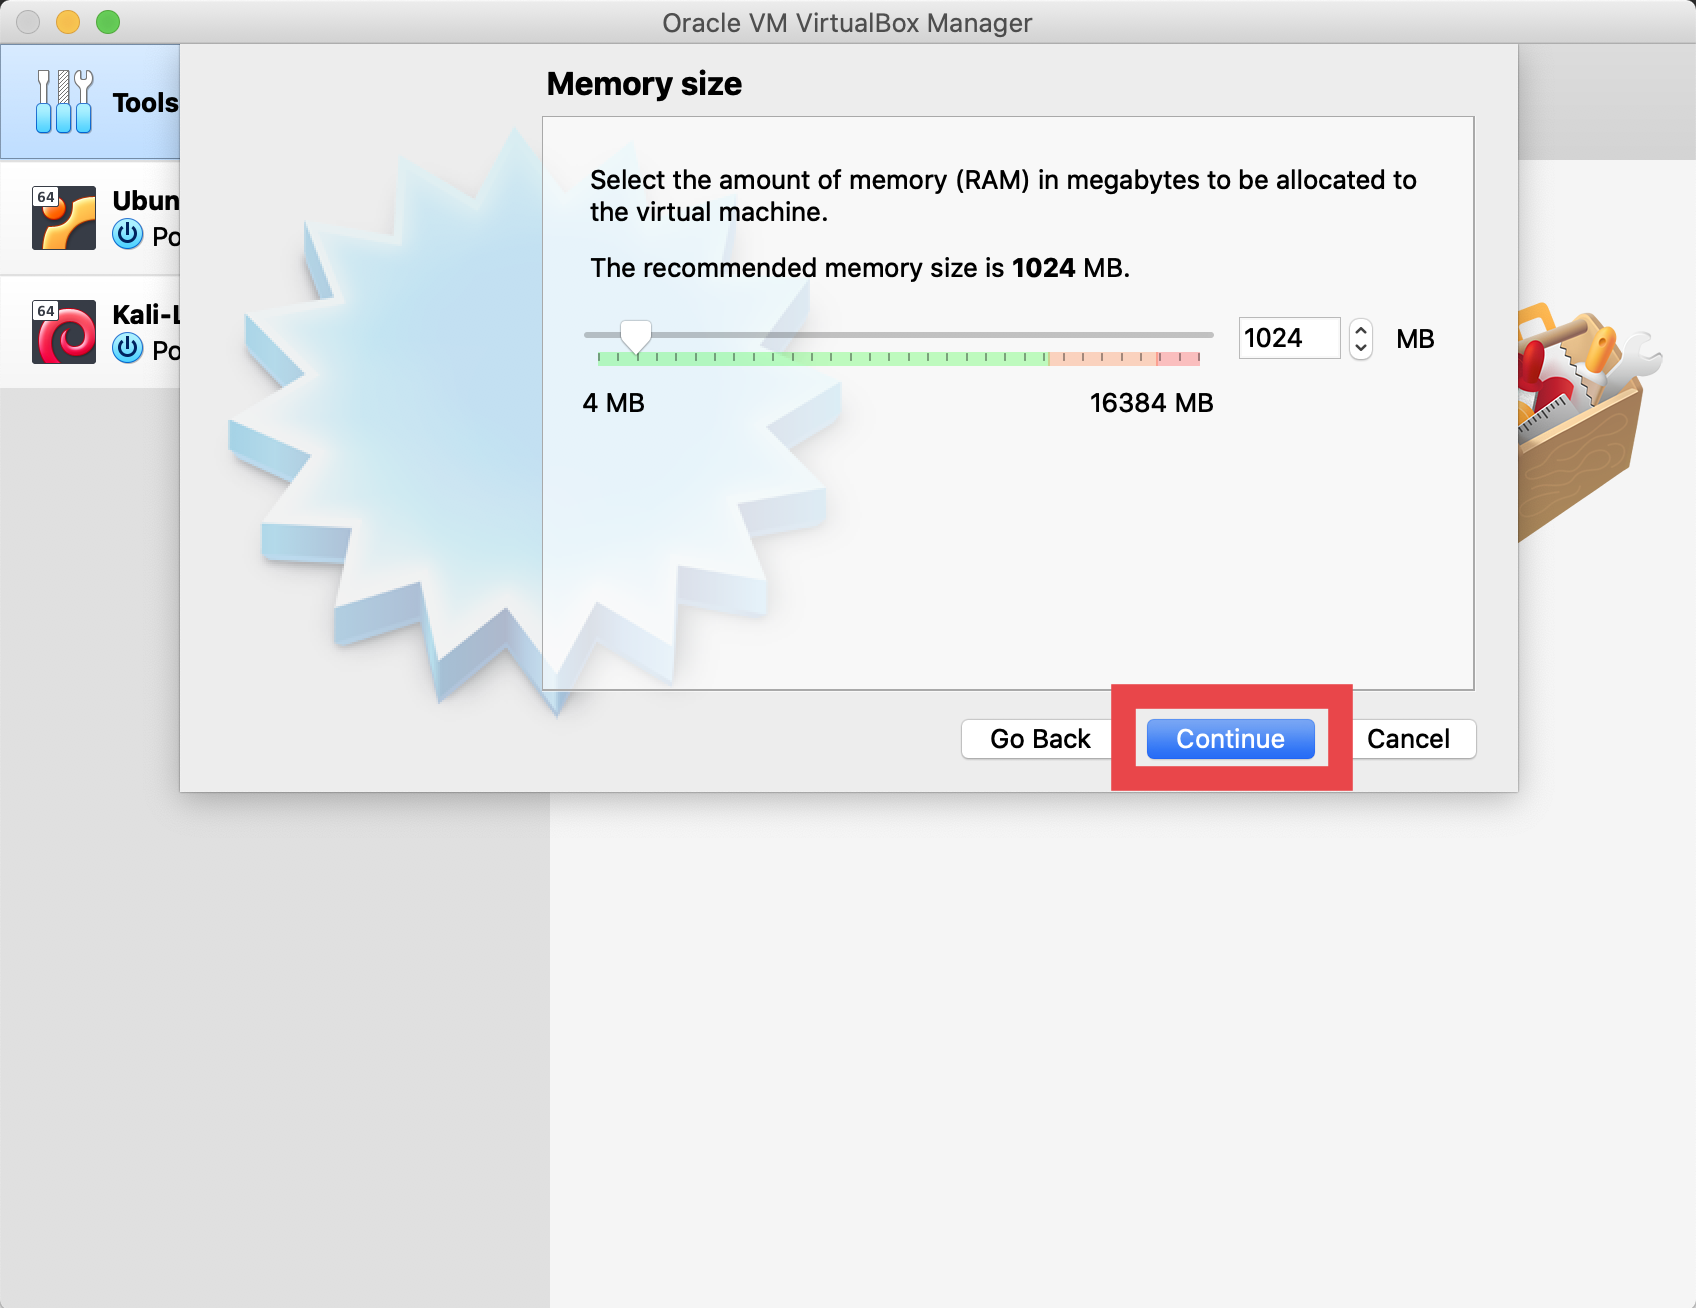 Oracle VM VirtualBox Manager
Tools
64
Ubun
Po
64
Kali-L
Po
Memory size
Select the amount of memory (RAM) in megabytes to be allocated to
the virtual machine.
The recommended memory size is 1024 MB.
1024 MB
4 MB 16384 MB
Go Back Continue Cancel